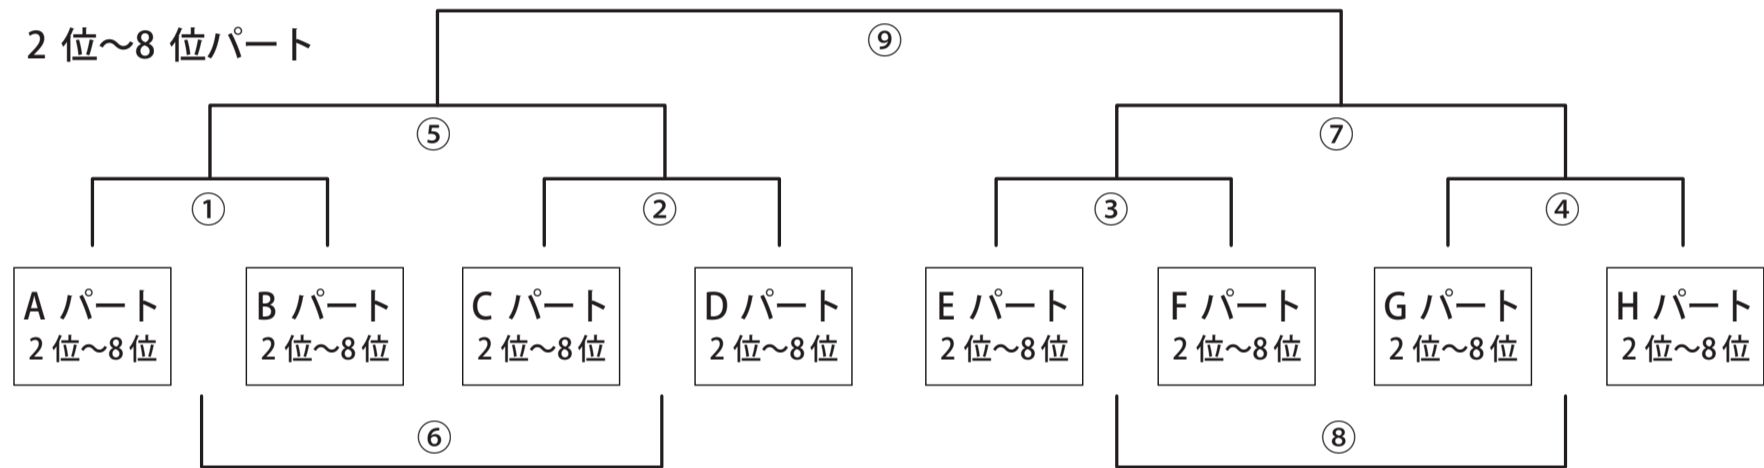 2 位～8 位パート
⑨
⑤
⑦
①
②
③
④
A パート
2 位～8 位
B パート
2 位～8 位
C パート
2 位～8 位
D パート
2 位～8 位
E パート
2 位～8 位
F パート
2 位～8 位
G パート
2 位～8 位
H パート
2 位～8 位
⑥
⑧